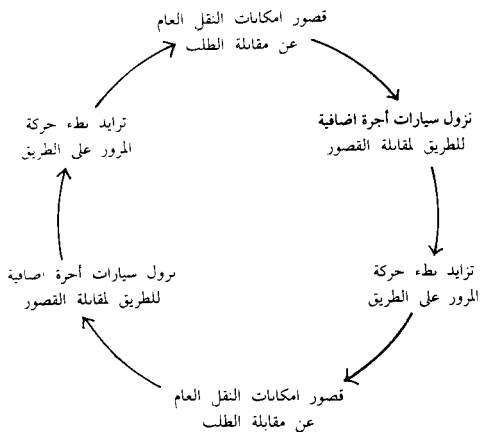 قصور امكانات النقل العام
عن مقابلة الطلب
نزول سيارات أجرة اضافية
للطريق لمقابلة القصور
تزايد بطء حركة
المرور على الطريق
قصور امكانات النقل العام
عن مقابلة الطلب
نزول سيارات أجرة اضافية
للطريق لمقابلة القصور
تزايد بطء حركة
المرور على الطريق